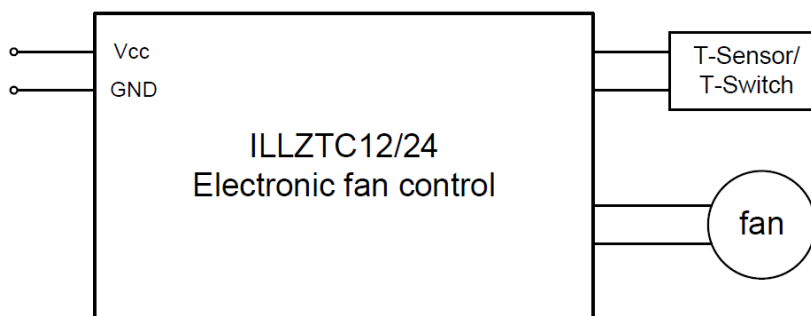 Vcc
GND
T-Sensor/
T-Switch
ILLZTC12/24
Electronic fan control
fan